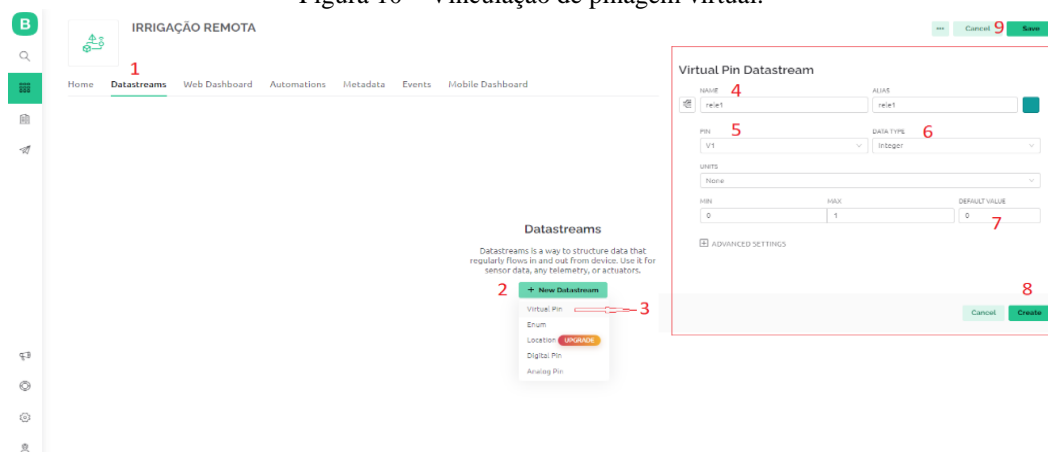 Figura 10 – Vinculação de pinagem virtual.
B
IRRIGAÇÃO REMOTA
... Cancel 9 Save
1
Home Datastreams Web Dashboard Automations Metadata Events Mobile Dashboard
Virtual Pin Datastream
NAME 4 ALIAS
rele1 rele1
PIN 5 DATA TYPE 6
V1 Integer
UNITS
None
MIN MAX DEFAULT VALUE
0 1 0
7
ADVANCED SETTINGS
8
Cancel Create
Datastreams
Datastreams is a way to structure data that
regularly flows in and out from device. Use it for
sensor data, any telemetry, or actuators.
2 + New Datastream
Virtual Pin 3
Enum
Location UPGRADE
Digital Pin
Analog Pin